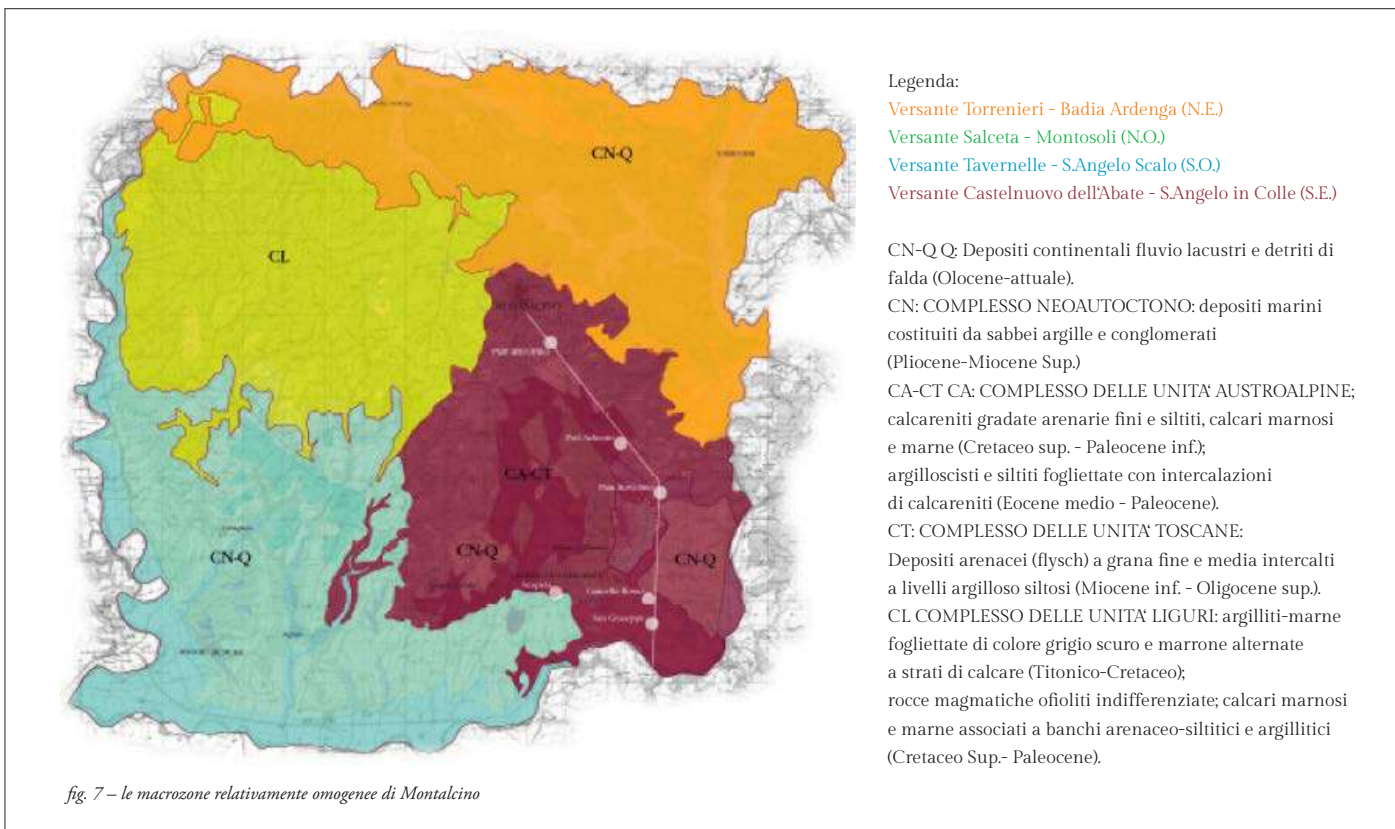 Legenda:
Versante Torrenieri - Badia Ardenga (N.E.)
Versante Salceta - Montosoli (N.O.)
Versante Tavernelle - S.Angelo Scalo (S.O.)
Versante Castelnuovo dell'Abate - S.Angelo in Colle (S.E.)
CN-Q Q: Depositi continentali fluvio lacustri e detriti di
falda (Olocene-attuale).
CN: COMPLESSO NEOAUTOCTONO: depositi marini
costituiti da sabbei argille e conglomerati
(Pliocene-Miocene Sup.)
CA-CT CA: COMPLESSO DELLE UNITA' AUSTROALPINE;
calcareniti gradate arenarie fini e siltiti, calcari marnosi
e marne (Cretaceo sup. - Paleocene inf.);
argilloscisti e siltiti fogliettate con intercalazioni
di calcareniti (Eocene medio - Paleocene).
CT: COMPLESSO DELLE UNITA' TOSCANE:
Depositi arenacei (flysch) a grana fine e media intercalti
a livelli argilloso siltosi (Miocene inf. - Oligocene sup.).
CL COMPLESSO DELLE UNITA' LIGURI: argilliti-marne
fogliettate di colore grigio scuro e marrone alternate
a strati di calcare (Titonico-Cretaceo);
rocce magmatiche ofioliti indifferenziate; calcari marnosi
e marne associati a banchi arenaceo-siltitici e argillitici
(Cretaceo Sup.- Paleocene).
CN-Q
CL
CA-CT
CN-Q
CN-Q
CN-Q
fig. 7 – le macrozone relativamente omogenee di Montalcino